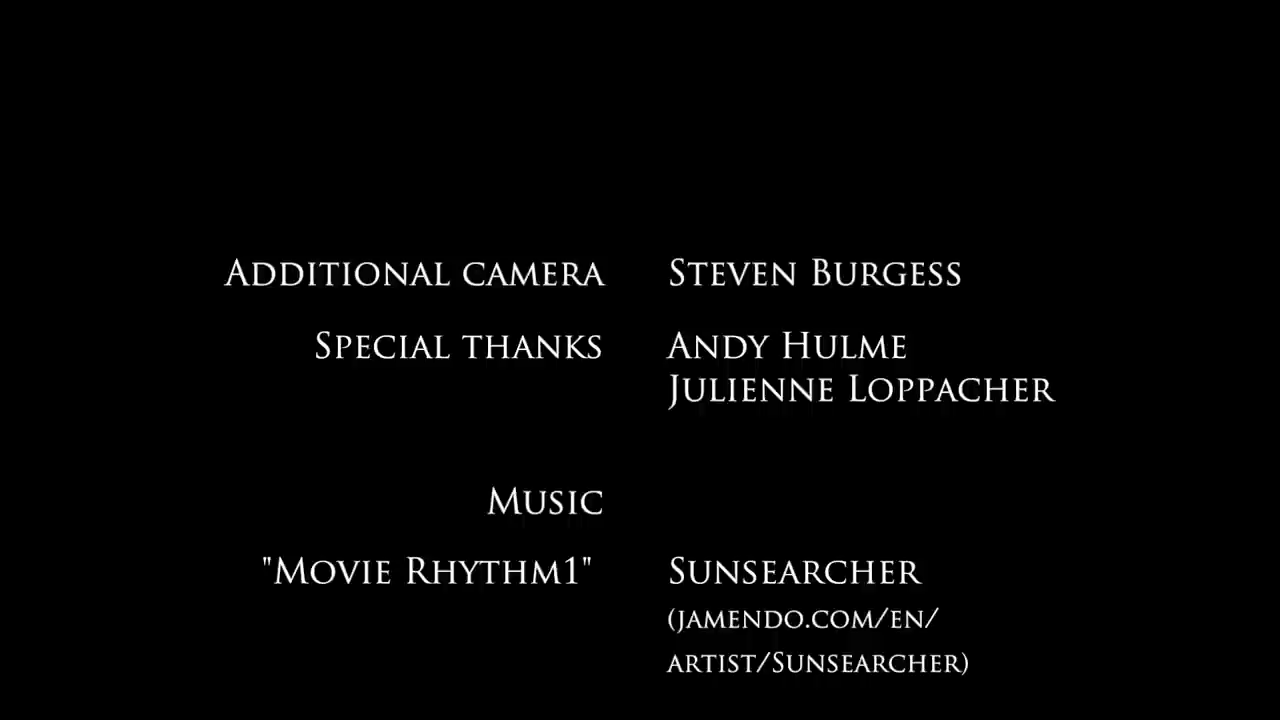 Additional camera Steven Burgess
Special thanks Andy Hulme
Julienne Loppacher
Music
"Movie Rhythm1" Sunsearcher
(jamendo.com/en/
artist/Sunsearcher)